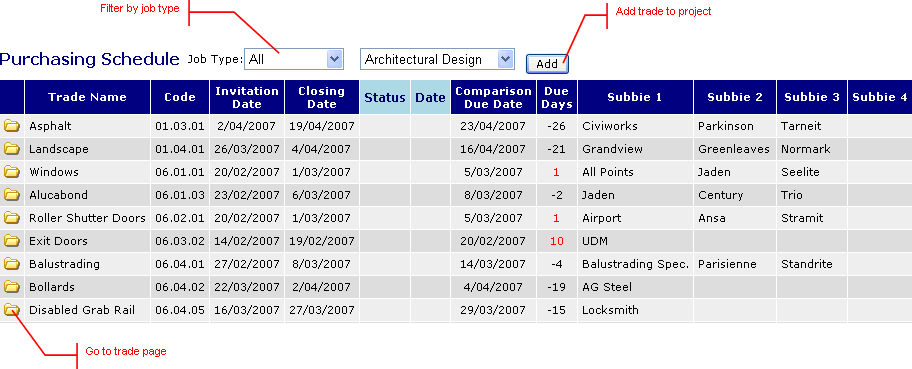 Filter by job type
Add trade to project
Purchasing Schedule Job Type: All Architectural Design Add
Trade Name Code Invitation Date Closing Date Status Date Comparison Due Date Due Days Subbie 1 Subbie 2 Subbie 3 Subbie 4
Asphalt 01.03.01 2/04/2007 19/04/2007 23/04/2007 -26 Civiworks Parkinson Tarneit
Landscape 01.04.01 26/03/2007 4/04/2007 16/04/2007 -21 Grandview Greenleaves Normark
Windows 06.01.01 20/02/2007 1/03/2007 5/03/2007 1 All Points Jaden Seelite
Alucabond 06.01.03 23/02/2007 6/03/2007 8/03/2007 -2 Jaden Century Trio
Roller Shutter Doors 06.02.01 20/02/2007 1/03/2007 5/03/2007 1 Airport Ansa Stramit
Exit Doors 06.03.02 14/02/2007 19/02/2007 20/02/2007 10 UDM
Balustrading 06.04.01 27/02/2007 8/03/2007 14/03/2007 -4 Balustrading Spec. Parisienne Standrite
Bollards 06.04.02 22/03/2007 2/04/2007 4/04/2007 -19 AG Steel
Disabled Grab Rail 06.04.05 16/03/2007 27/03/2007 29/03/2007 -15 Locksmith
Go to trade page